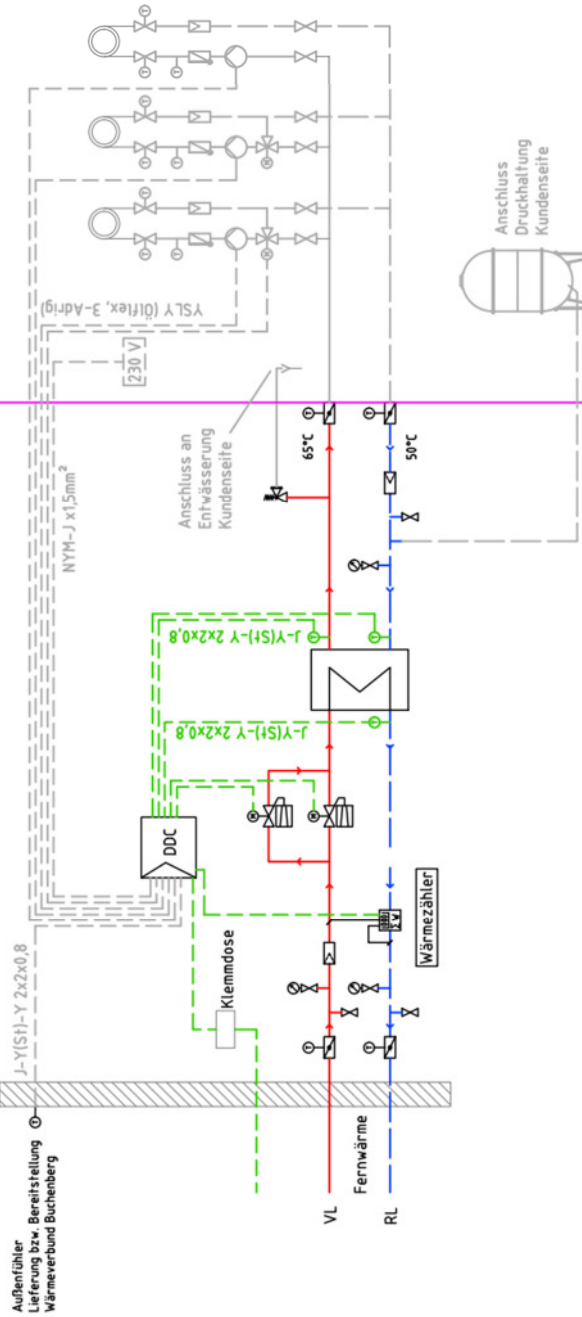 Außenfühler
Lieferung bzw. Bereitstellung
Wärmeverbund Buchenberg
J-Y(St)-Y 2x2x0,8
NYM-J x1,5mm²
230 V
YSLY (Ölflex, 3-Adrig)
DDC
Klemmdose
J-Y(St)-Y 2x2x0,8
J-Y(St)-Y 2x2x0,8
Anschluss an
Entwässerung
Kundenseite
65°C
50°C
VL
Fernwärme
RL
Wärmezähler
Anschluss
Druckhaltung
Kundenseite